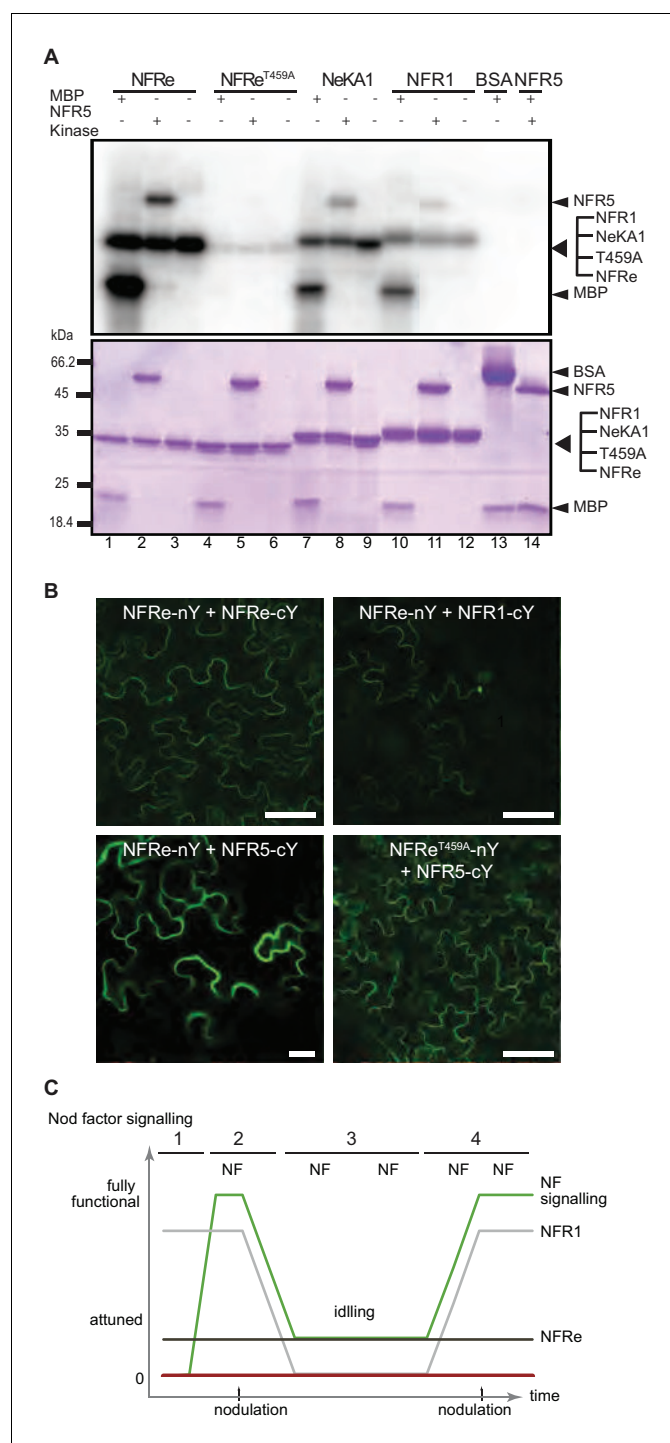 A
NFRe NFReT459A NeKA1 NFR1 BSA NFR5
MBP + - - + - - + - - + - - + +
NFR5
Kinase - + - - + - - + - - + - - +
NFR5
NFR1
NeKA1
T459A
NFRe
MBP
kDa
66.2
45
35
25
18.4
BSA
NFR5
NFR1
NeKA1
T459A
NFRe
MBP
1 2 3 4 5 6 7 8 9 10 11 12 13 14
B
NFRe-nY + NFRe-cY
NFRe-nY + NFR1-cY
NFRe-nY + NFR5-cY
NFReT459A-nY
+ NFR5-cY
C
Nod factor signalling
1 2 3 4
NF NF NF NF NF
fully
functional
NF
signalling
NFR1
attuned
idlling
NFRe
0
time
nodulation nodulation